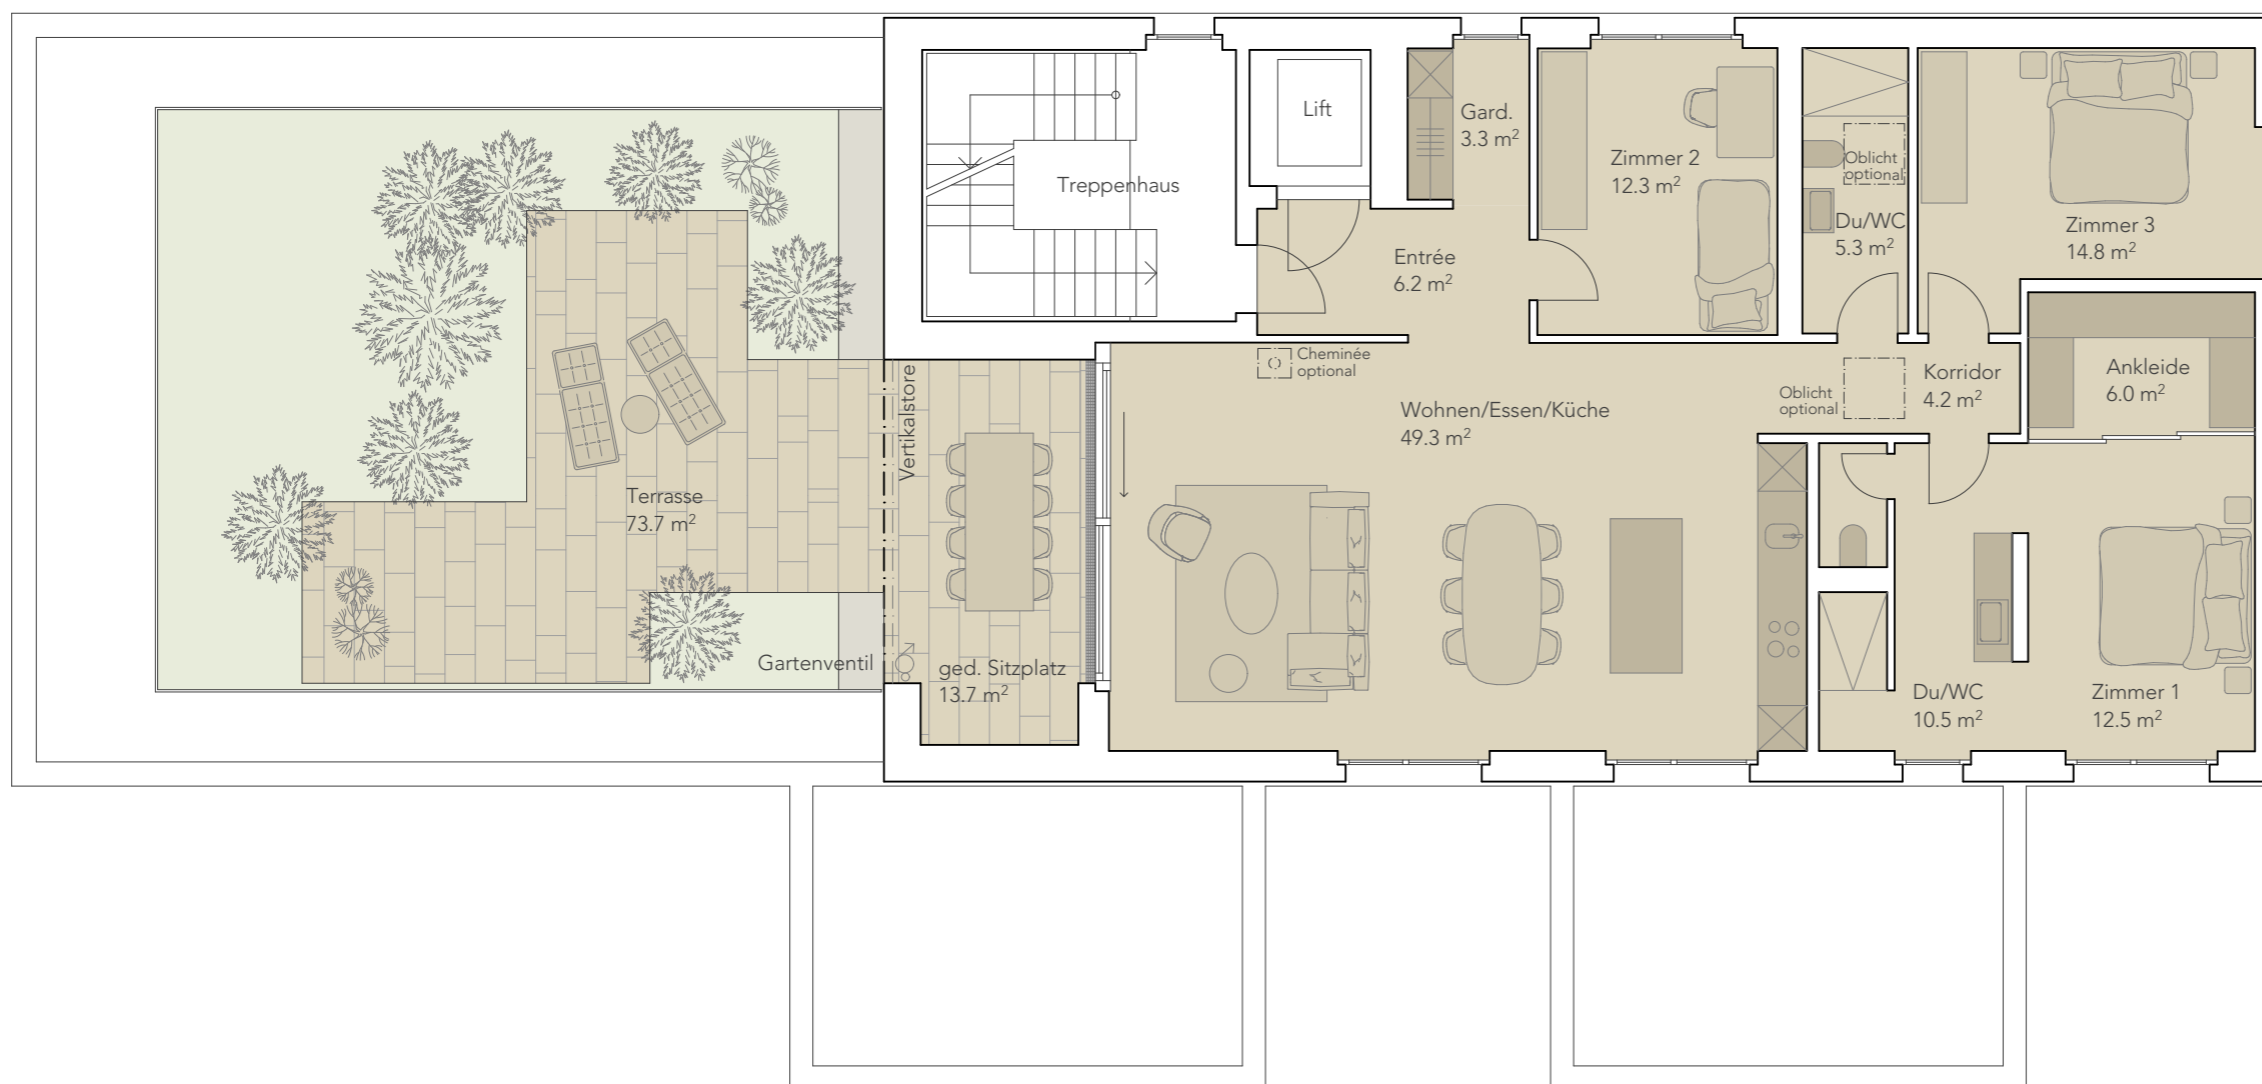 Lift
Gard.
3.3 m²
Treppenhaus
Zimmer 2
12.3 m²
Oblicht
optional
Du/WC
5.3 m²
Zimmer 3
14.8 m²
Entrée
6.2 m²
Cheminée
optional
Vertikalstore
Wohnen/Essen/Küche
49.3 m²
Oblicht
optional
Korridor
4.2 m²
Ankleide
6.0 m²
Terrasse
73.7 m²
Gartenventil
ged. Sitzplatz
13.7 m²
Du/WC
10.5 m²
Zimmer 1
12.5 m²